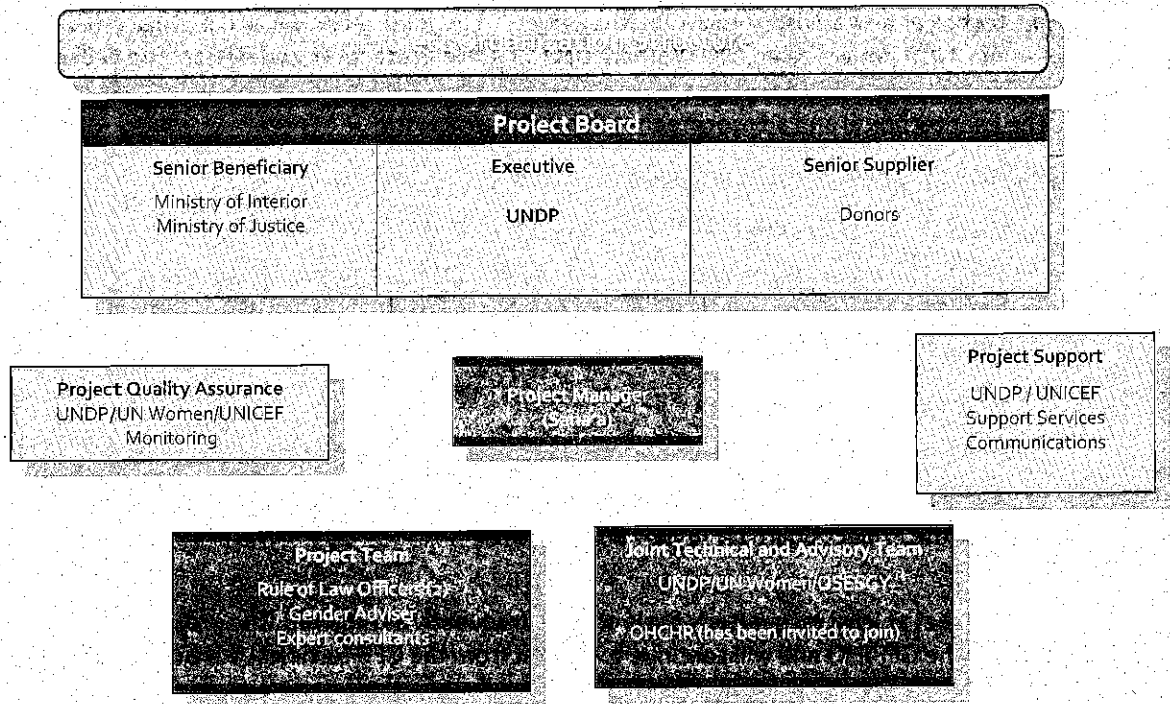 Project Board
Senior Beneficiary
Ministry of Interior
Ministry of Justice
Executive
UNDP
Senior Supplier
Donors
Project Quality Assurance
UNDP/UN Women/UNICEF
Monitoring
Project Manager
Project Support
UNDP / UNICEF
Support Services
Communications
Project Team
Rule of Law Officers (2)
Gender Adviser
Expert consultants
Joint Technical and Advisory Team
UNDP/UN Women/OSESGY
* OHCHR (has been invited to join)